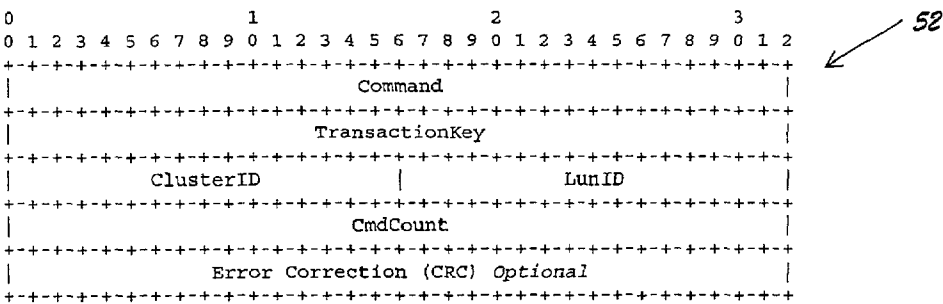 0 1 2 3
0 1 2 3 4 5 6 7 8 9 0 1 2 3 4 5 6 7 8 9 0 1 2 3 4 5 6 7 8 9 0 1 2
52
+-+-+-+-+-+-+-+-+-+-+-+-+-+-+-+-+-+-+-+-+-+-+-+-+-+-+-+-+-+-+-+-+
| Command |
+-+-+-+-+-+-+-+-+-+-+-+-+-+-+-+-+-+-+-+-+-+-+-+-+-+-+-+-+-+-+-+-+
| TransactionKey |
+-+-+-+-+-+-+-+-+-+-+-+-+-+-+-+-+-+-+-+-+-+-+-+-+-+-+-+-+-+-+-+-+
| ClusterID | LunID |
+-+-+-+-+-+-+-+-+-+-+-+-+-+-+-+-+-+-+-+-+-+-+-+-+-+-+-+-+-+-+-+-+
| CmdCount |
+-+-+-+-+-+-+-+-+-+-+-+-+-+-+-+-+-+-+-+-+-+-+-+-+-+-+-+-+-+-+-+-+
| Error Correction (CRC) Optional |
+-+-+-+-+-+-+-+-+-+-+-+-+-+-+-+-+-+-+-+-+-+-+-+-+-+-+-+-+-+-+-+-+